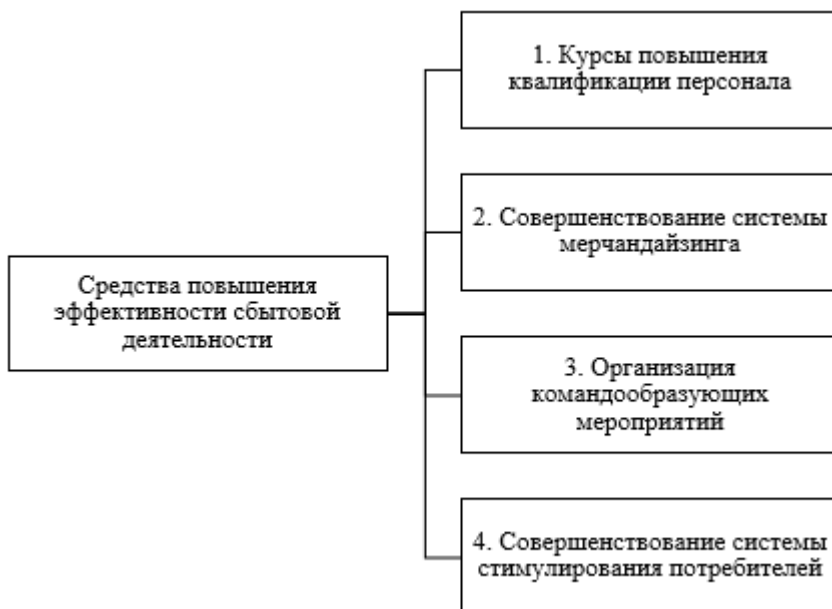 1. Курсы повышения
квалификации персонала
2. Совершенствование системы
мерчандайзинга
Средства повышения
эффективности сбытовой
деятельности
3. Организация
командообразующих
мероприятий
4. Совершенствование системы
стимулирования потребителей